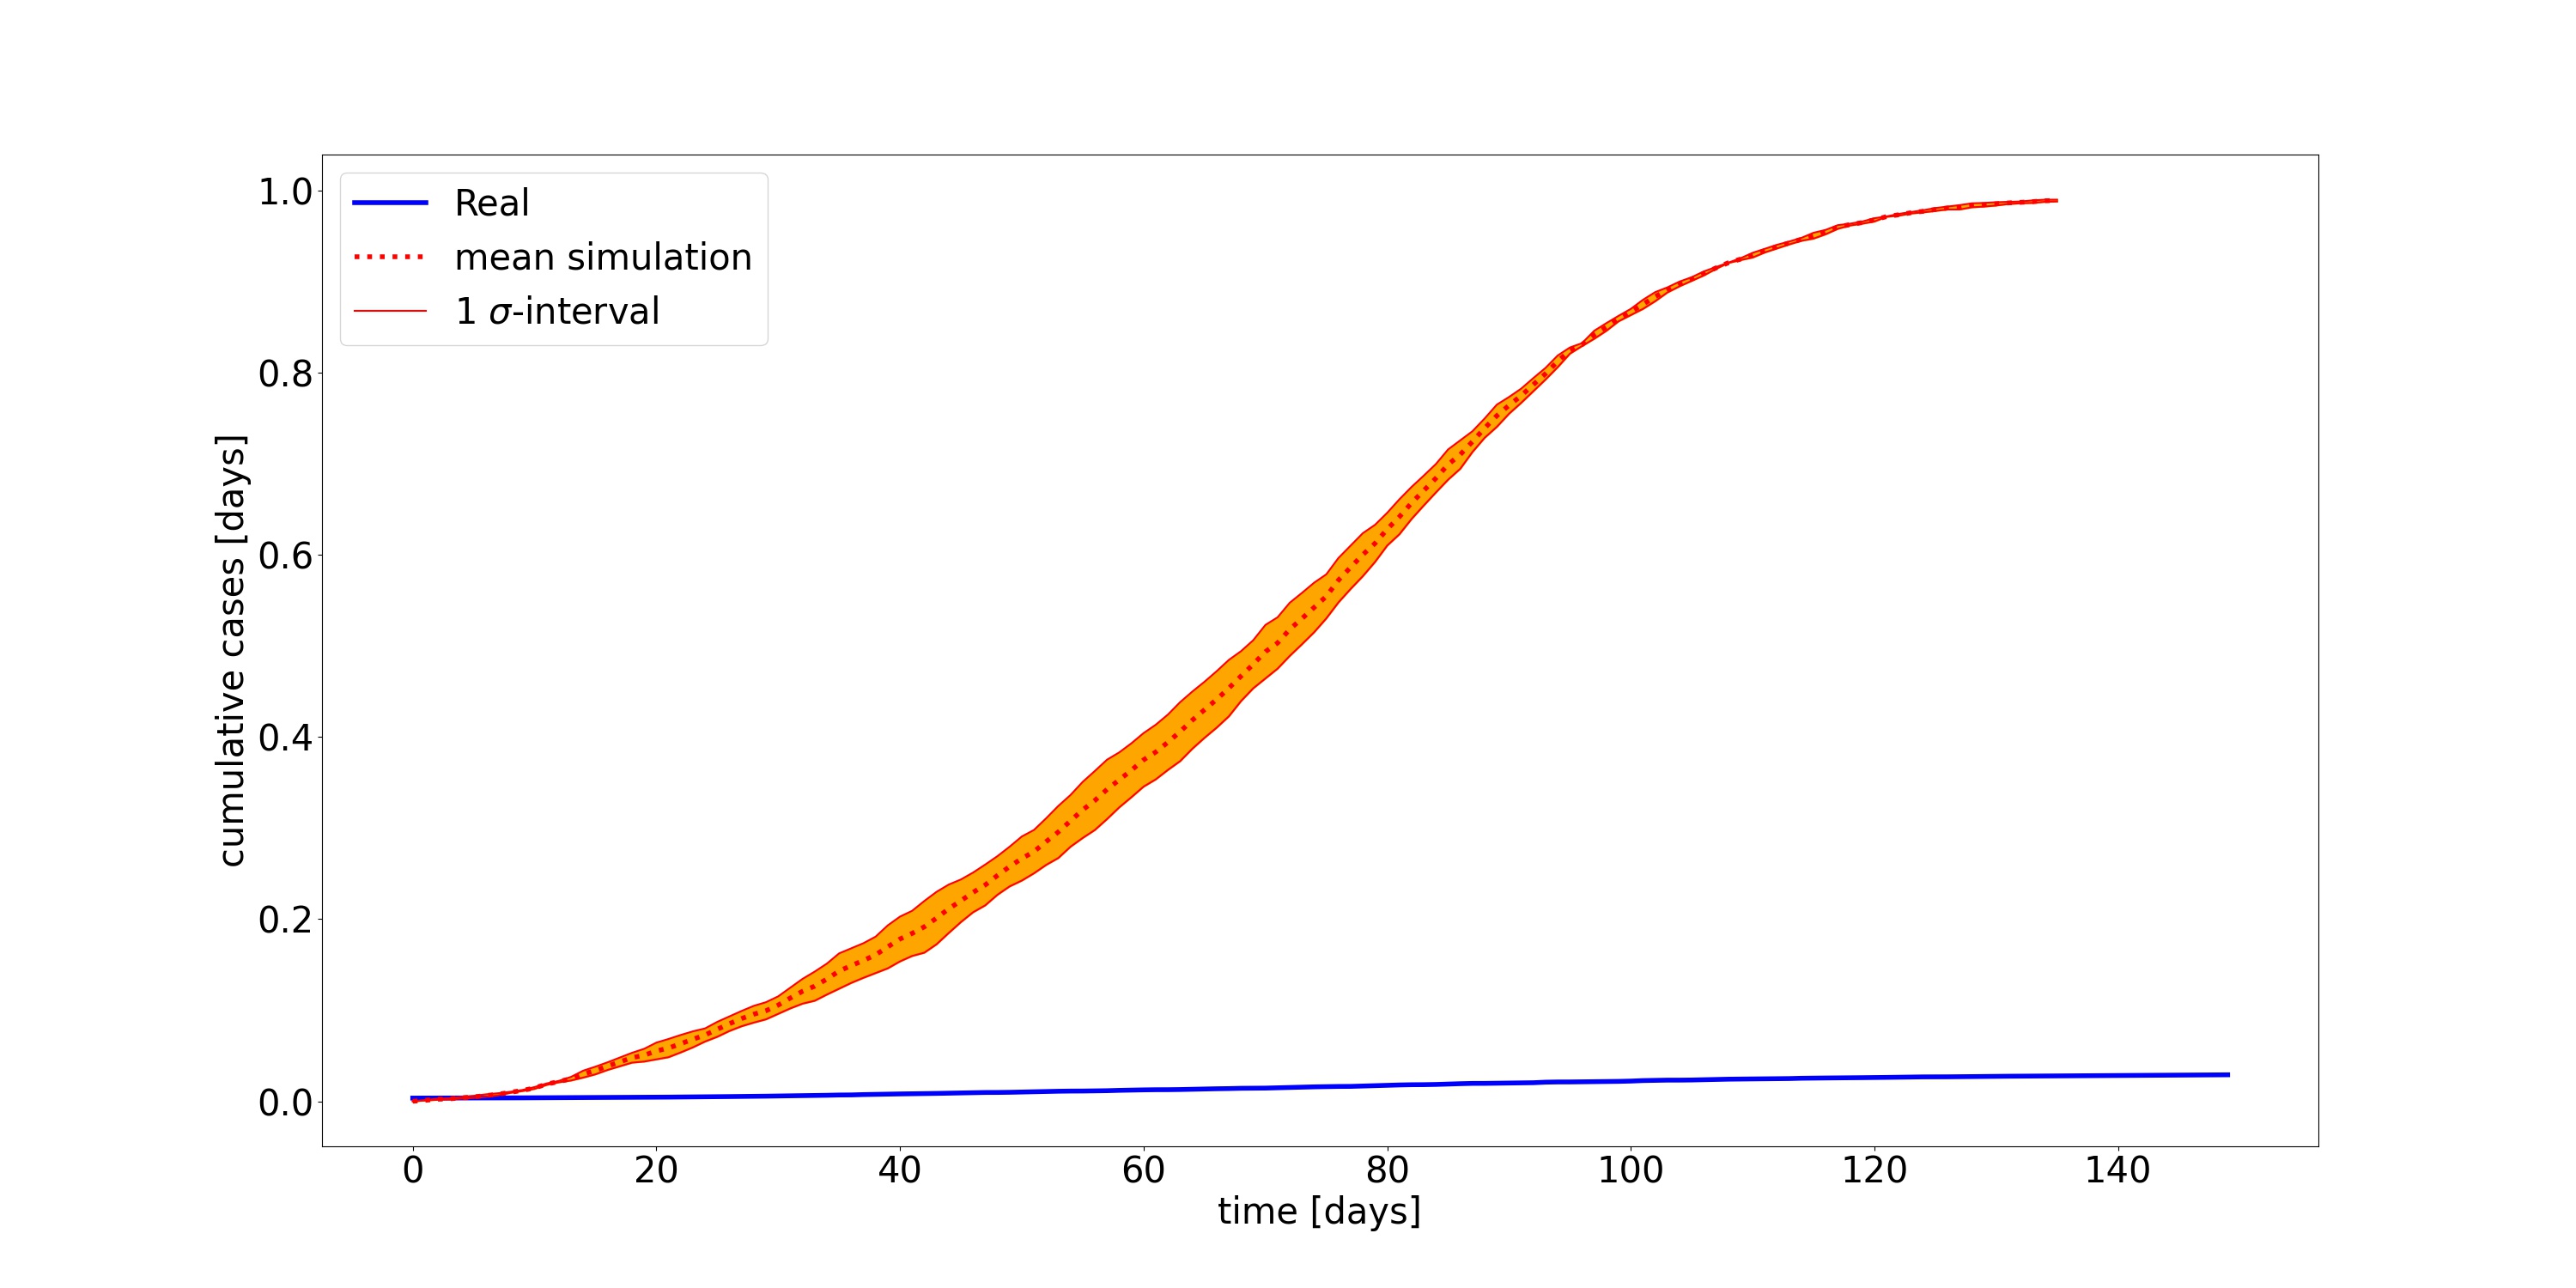 Real
mean simulation
1 σ-interval
1.0
0.8
0.6
0.4
0.2
0.0
cumulative cases [days]
0 20 40 60 80 100 120 140
time [days]